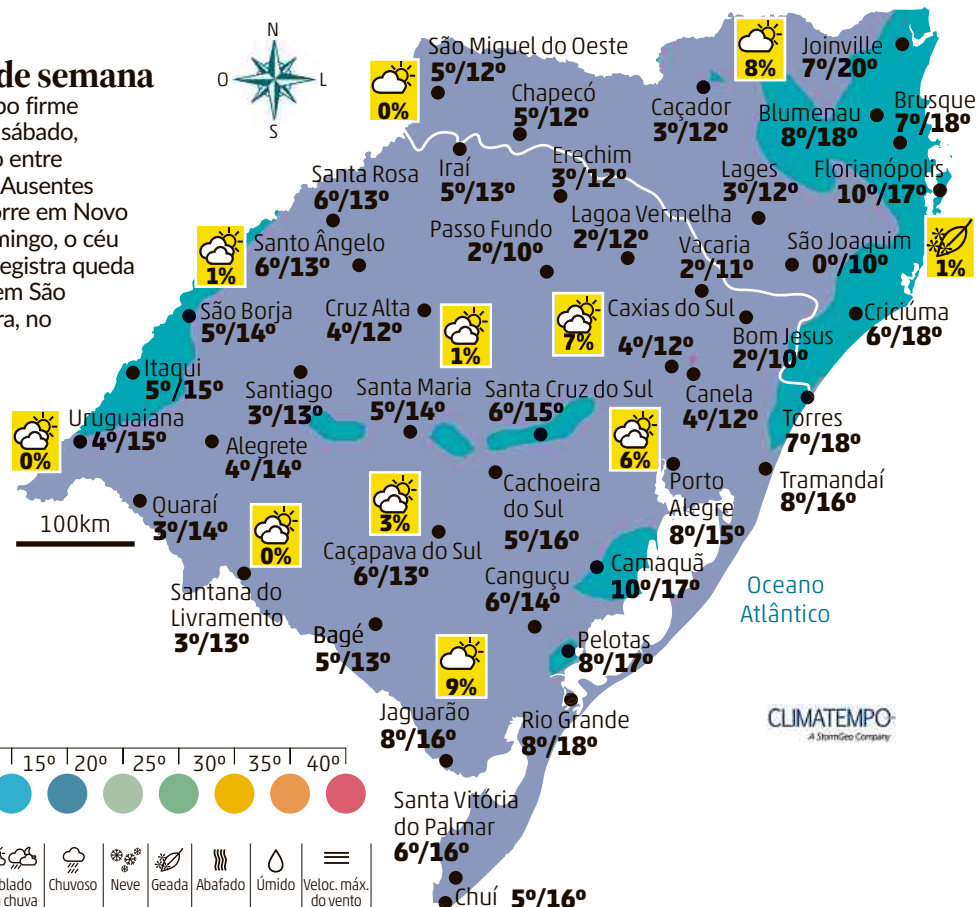 de semana
po firme
sábado,
o entre
Ausentes
orre em Novo
mingo, o céu
registra queda
em São
ra, no
N
O
L
S
São Miguel do Oeste
5º/12º
0%
Chapecó
5º/12º
8%
Caçador
3º/12º
Joinville
7º/20º
Blumenau
8º/18º
Brusque
7º/18º
Iraí
5º/13º
Erechim
3º/12º
Lages
3º/12º
Florianópolis
10º/17º
Santa Rosa
6º/13º
Passo Fundo
2º/10º
Lagoa Vermelha
2º/12º
Vacaria
2º/11º
São Joaquim
0º/10º
1%
Santo Ângelo
6º/13º
1%
São Borja
5º/14º
Cruz Alta
4º/12º
1%
7%
Caxias do Sul
4º/12º
Bom Jesus
2º/10º
Criciúma
6º/18º
Itaqui
5º/15º
Santiago
3º/13º
Santa Maria
5º/14º
Santa Cruz do Sul
6º/15º
Canela
4º/12º
Torres
7º/18º
Uruguaiana
4º/15º
0%
Alegrete
4º/14º
6%
Cachoeira
do Sul
5º/16º
Porto
Alegre
8º/15º
Tramandaí
8º/16º
Quaraí
3º/14º
100km
0%
3%
Caçapava do Sul
6º/13º
Camaquã
10º/17º
Canguçu
6º/14º
Oceano
Atlântico
Santana do
Livramento
3º/13º
Bagé
5º/13º
9%
Pelotas
8º/17º
Jaguarão
8º/16º
Rio Grande
8º/18º
CLIMATEMPO
A StormGeo Company
15º 20º 25º 30º 35º 40º
Santa Vitória
do Palmar
6º/16º
Chuí 5º/16º
blado
a chuva
Chuvoso
Neve
Geada
Abafado
Úmido
Veloc. máx.
do vento